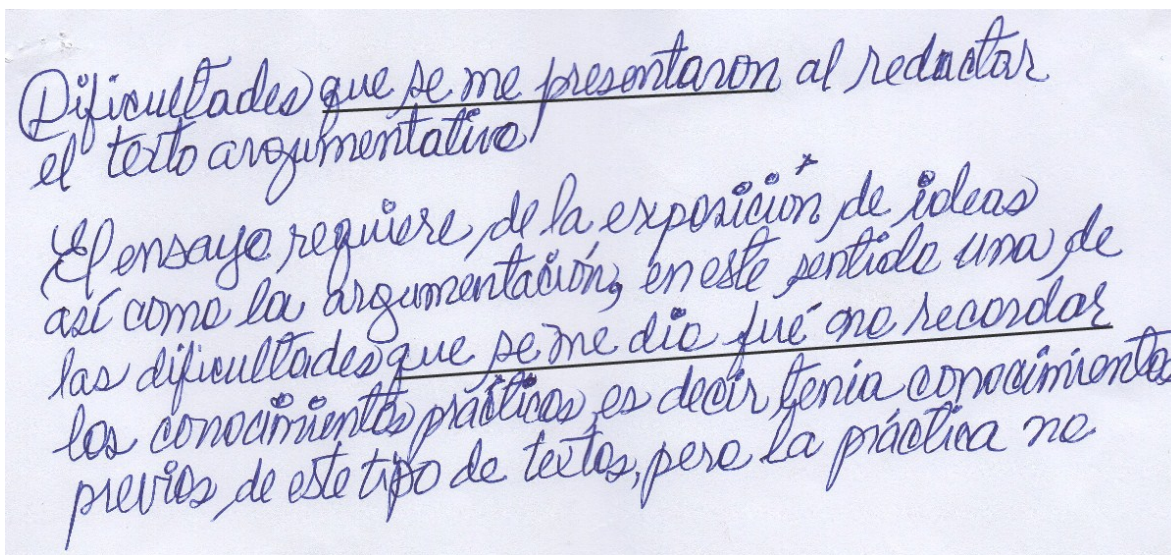 Dificultades que se me presentaron al redactar
el texto argumentativo.
El ensayo requiere de la exposición de ideas
así como la argumentación, en este sentido una de
las dificultades que se me dio fué no recordar
los conocimientos prácticos, es decir tenia conocimientos
previos de este tipo de textos, pero la práctica no